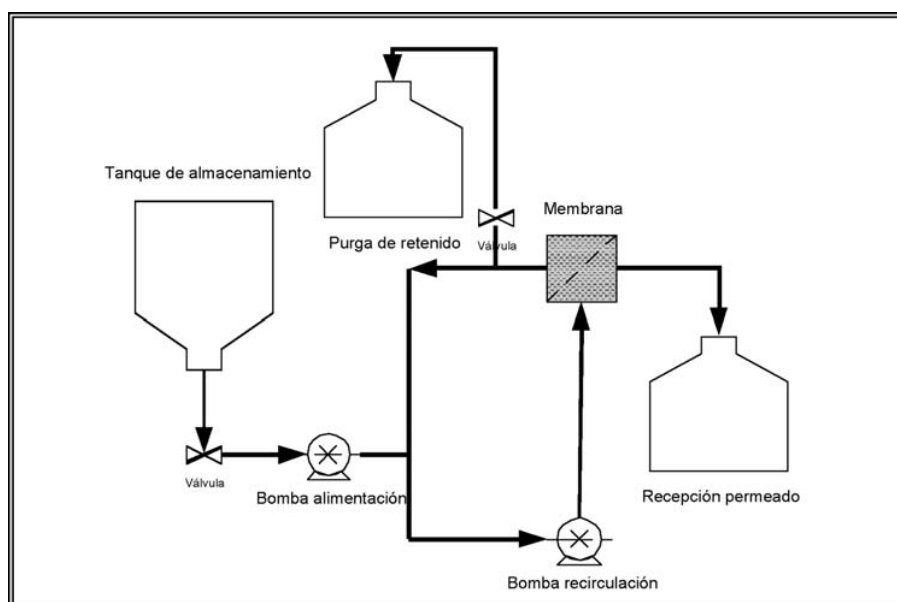 Tanque de almacenamiento
Purga de retenido
Válvula
Membrana
Válvula
Bomba alimentación
Recepción permeado
Bomba recirculación